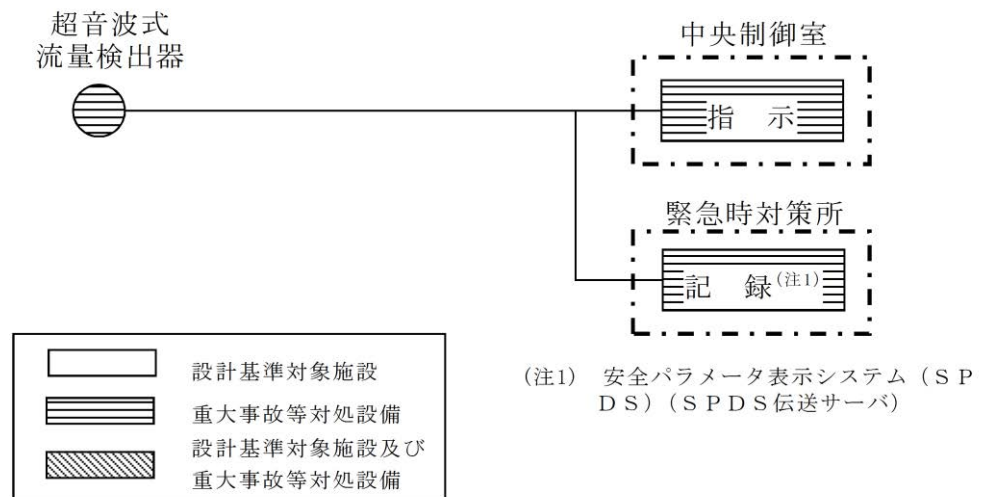 超音波式
流量検出器
中央制御室
指　示
緊急時対策所
記　録(注1)
設計基準対象施設
重大事故等対処設備
設計基準対象施設及び
重大事故等対処設備
(注1)　安全パラメータ表示システム（ＳＰ
ＤＳ）（ＳＰＤＳ伝送サーバ）